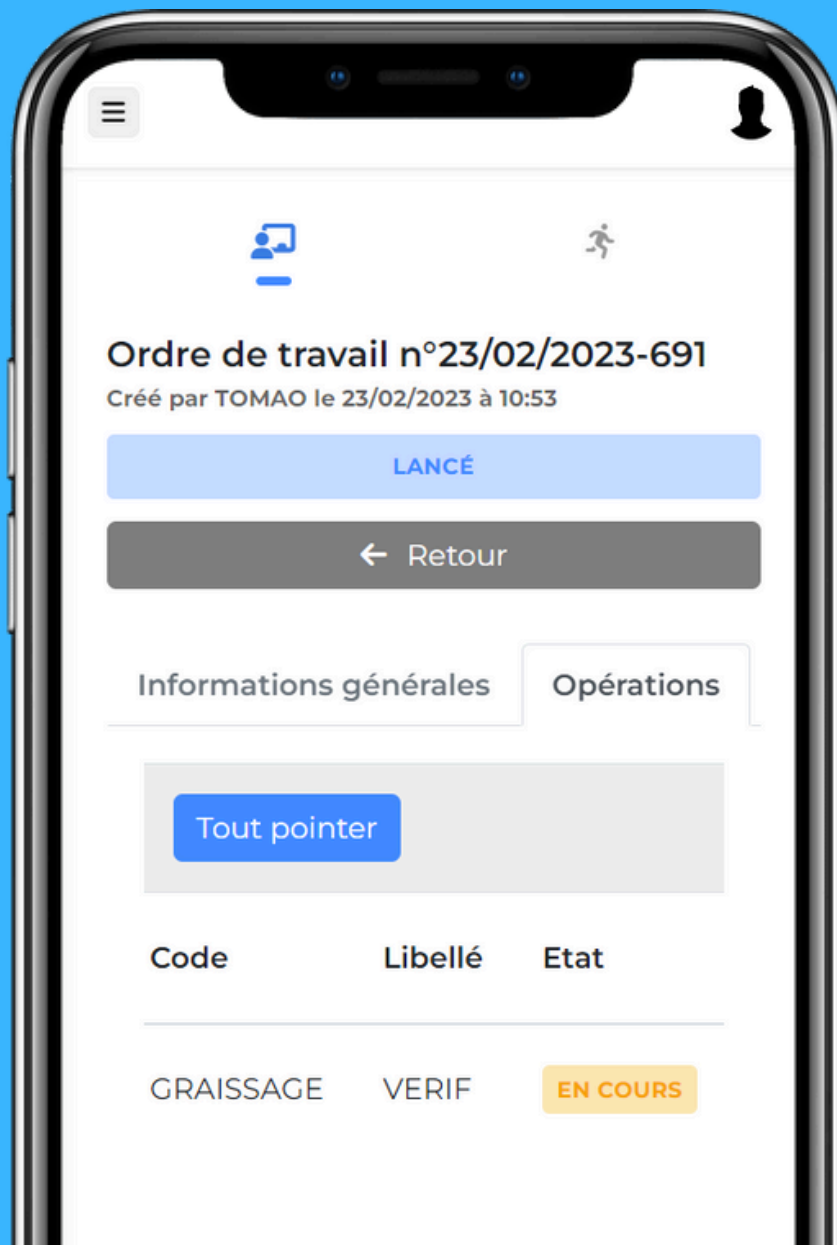 Ordre de travail n°23/02/2023-691
Créé par TOMAO le 23/02/2023 à 10:53
LANCÉ
← Retour
Informations générales Opérations
Tout pointer
Code Libellé Etat
GRAISSAGE VERIF EN COURS